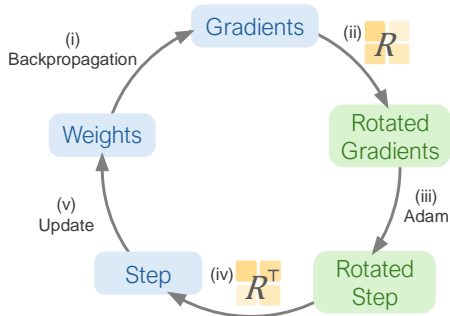 (i)
Backpropagation
Gradients
(ii) R
Rotated
Gradients
Weights
(iii)
Adam
(v)
Update
Step
(iv) R⊤
Rotated
Step